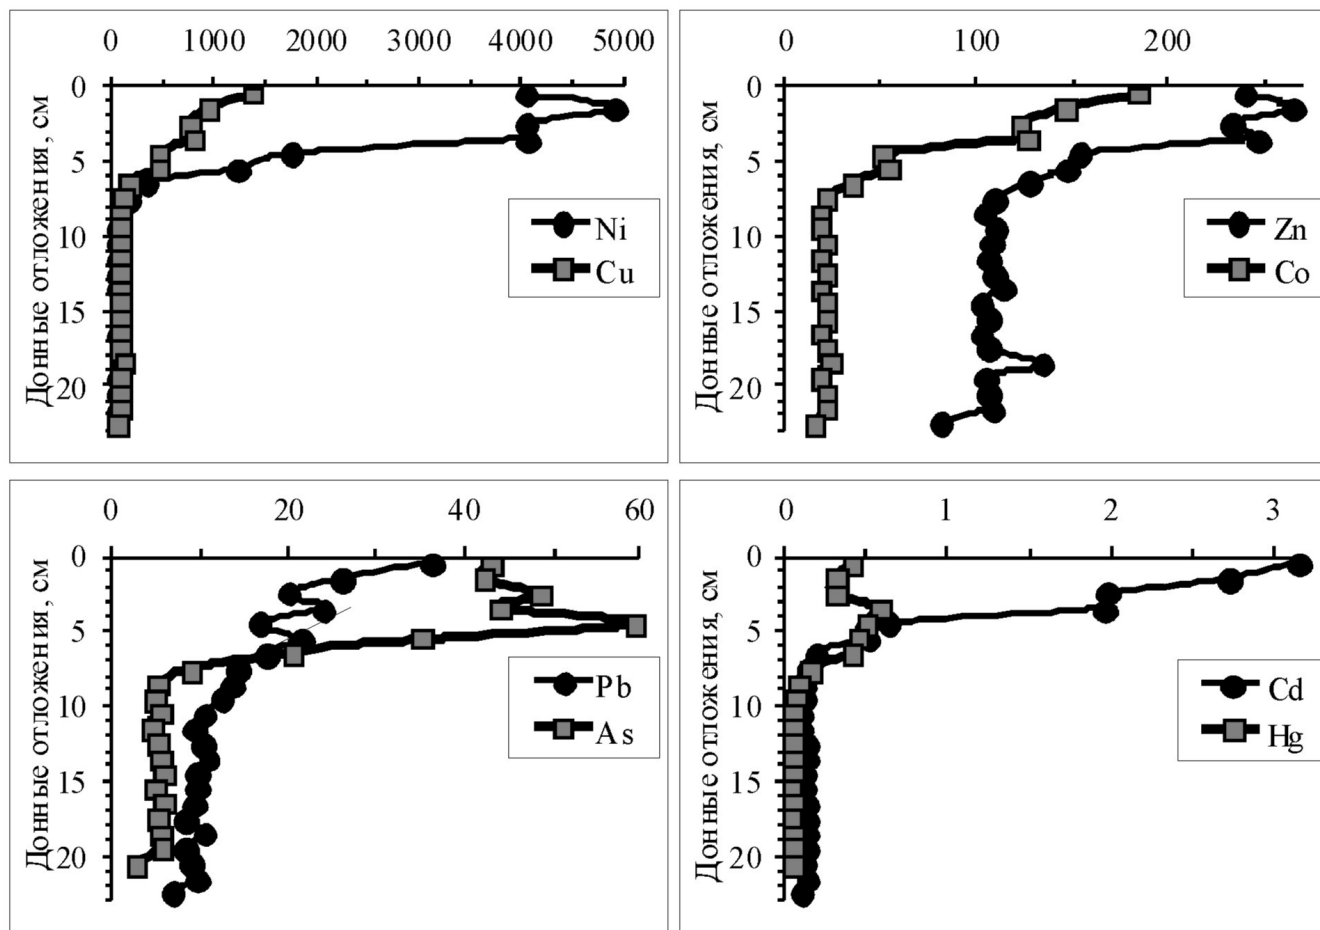 0 1000 2000 3000 4000 5000
0
5
10
15
20
Донные отложения, см
Ni
Cu
0 100 200
0
5
10
15
20
Донные отложения, см
Zn
Co
0 20 40 60
0
5
10
15
20
Донные отложения, см
Pb
As
0 1 2 3
0
5
10
15
20
Донные отложения, см
Cd
Hg